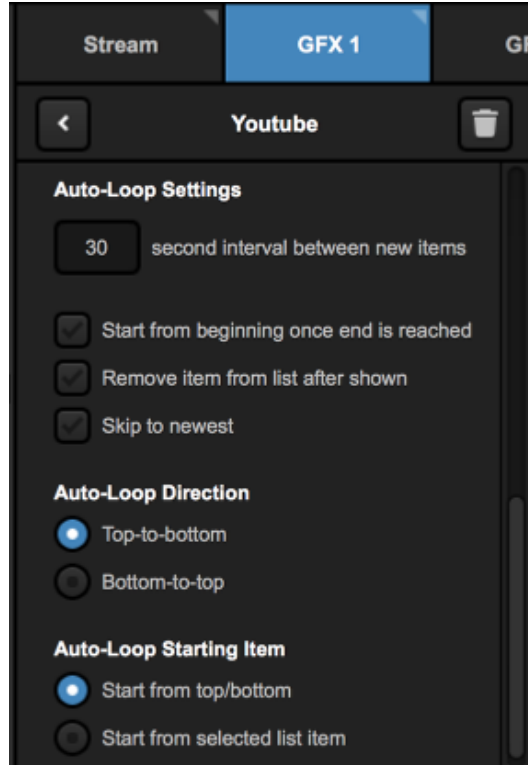 Stream
GFX 1
Youtube
Auto-Loop Settings
30 second interval between new items
Start from beginning once end is reached
Remove item from list after shown
Skip to newest
Auto-Loop Direction
Top-to-bottom
Bottom-to-top
Auto-Loop Starting Item
Start from top/bottom
Start from selected list item